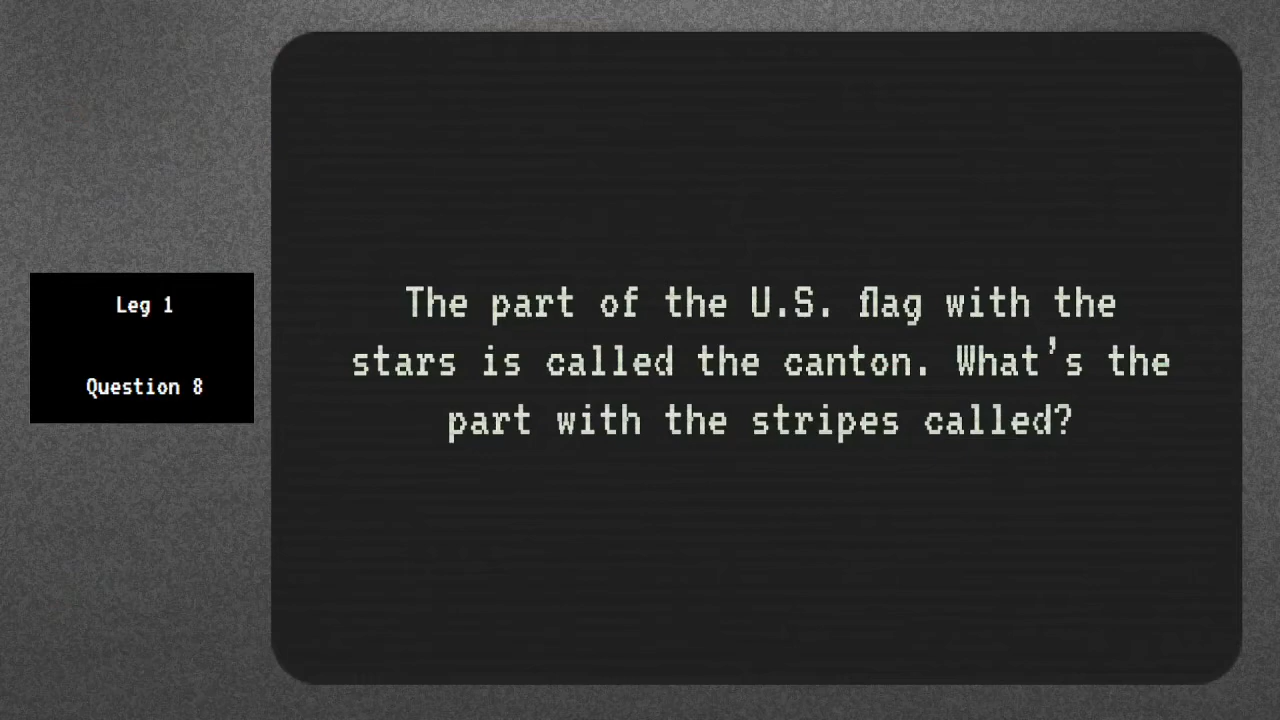 Leg 1
Question 8
The part of the U.S. flag with the
stars is called the canton. What's the
part with the stripes called?